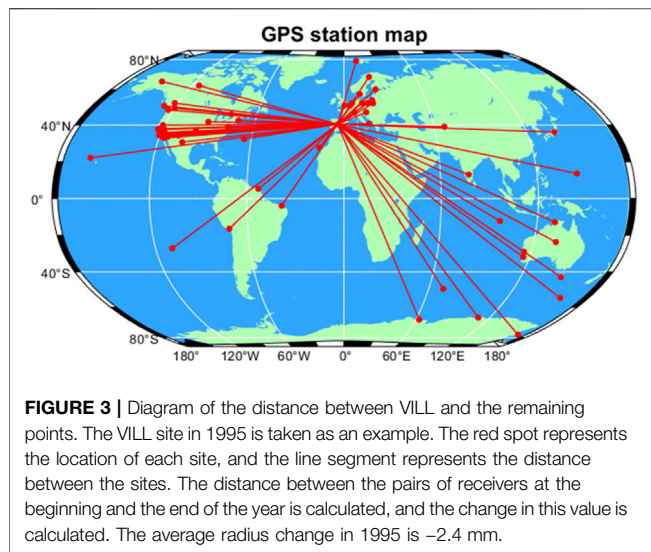 GPS station map
80°N
40°N
0°
40°S
80°S
180° 120°W 60°W 0° 60°E 120°E 180°
FIGURE 3 | Diagram of the distance between VILL and the remaining
points. The VILL site in 1995 is taken as an example. The red spot represents
the location of each site, and the line segment represents the distance
between the sites. The distance between the pairs of receivers at the
beginning and the end of the year is calculated, and the change in this value is
calculated. The average radius change in 1995 is −2.4 mm.